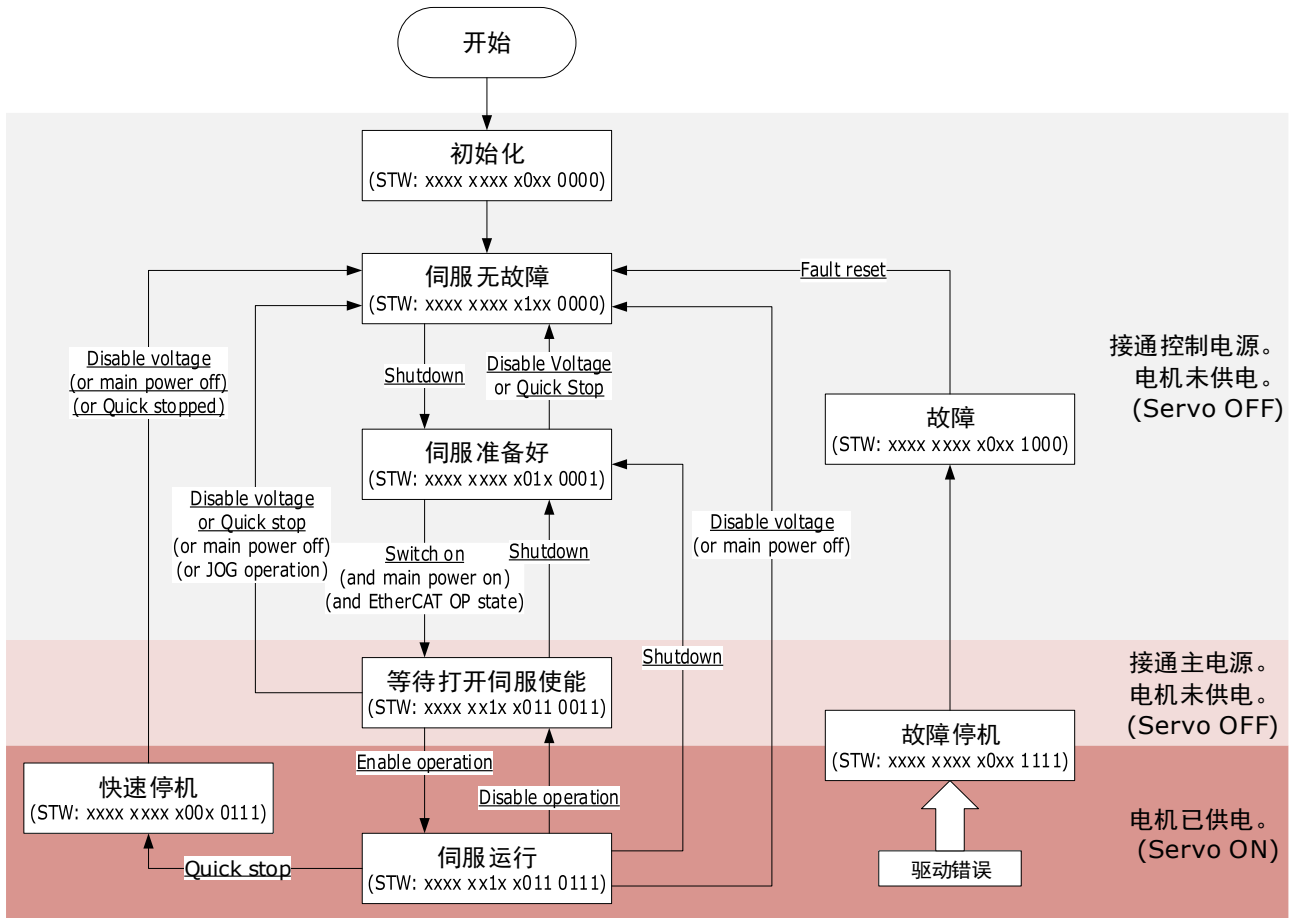 开始
初始化
(STW: xxxx xxxx x0xx 0000)
伺服无故障
(STW: xxxx xxxx x1xx 0000)
Fault reset
Disable voltage
(or main power off)
(or Quick stopped)
Shutdown
Disable Voltage
or Quick Stop
接通控制电源。
电机未供电。
(Servo OFF)
伺服准备好
(STW: xxxx xxxx x01x 0001)
故障
(STW: xxxx xxxx x0xx 1000)
Disable voltage
or Quick stop
(or main power off)
(or JOG operation)
Switch on
(and main power on)
(and EtherCAT OP state)
Shutdown
Disable voltage
(or main power off)
Shutdown
等待打开伺服使能
(STW: xxxx xx1x x011 0011)
接通主电源。
电机未供电。
(Servo OFF)
故障停机
(STW: xxxx xxxx x0xx 1111)
Enable operation
Disable operation
快速停机
(STW: xxxx xxxx x00x 0111)
电机已供电。
(Servo ON)
Quick stop
伺服运行
(STW: xxxx xx1x x011 0111)
驱动错误